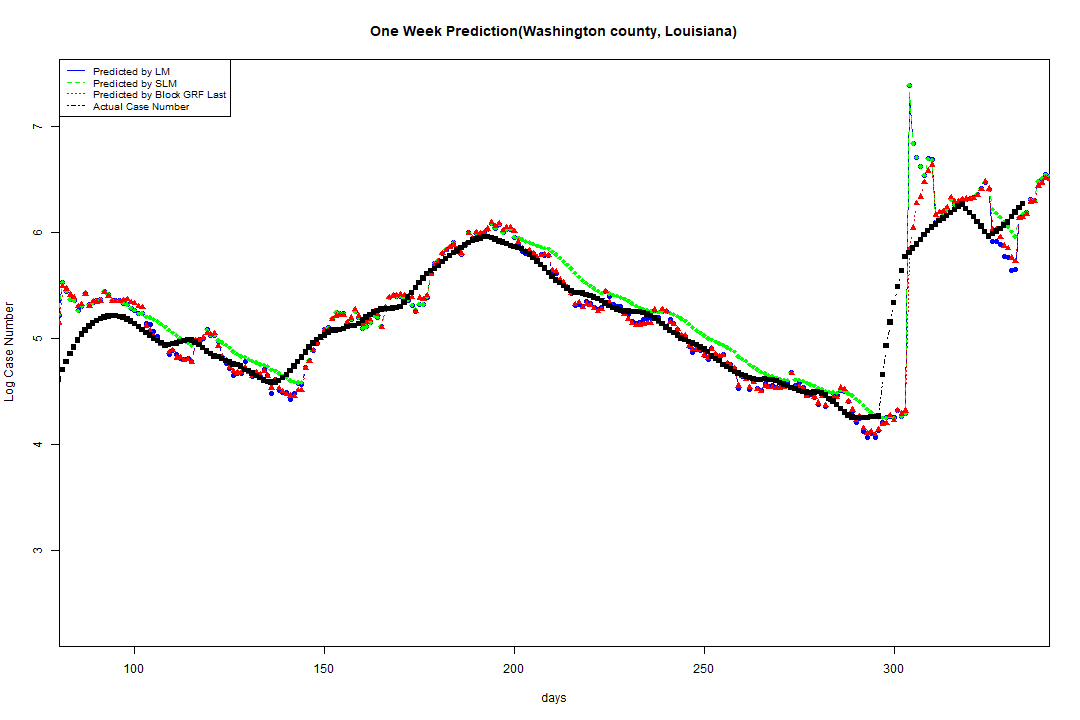 One Week Prediction(Washington county, Louisiana)
Predicted by LM
Predicted by SLM
Predicted by Block GRF Last
Actual Case Number
Log Case Number
7
6
5
4
3
100 150 200 250 300
days